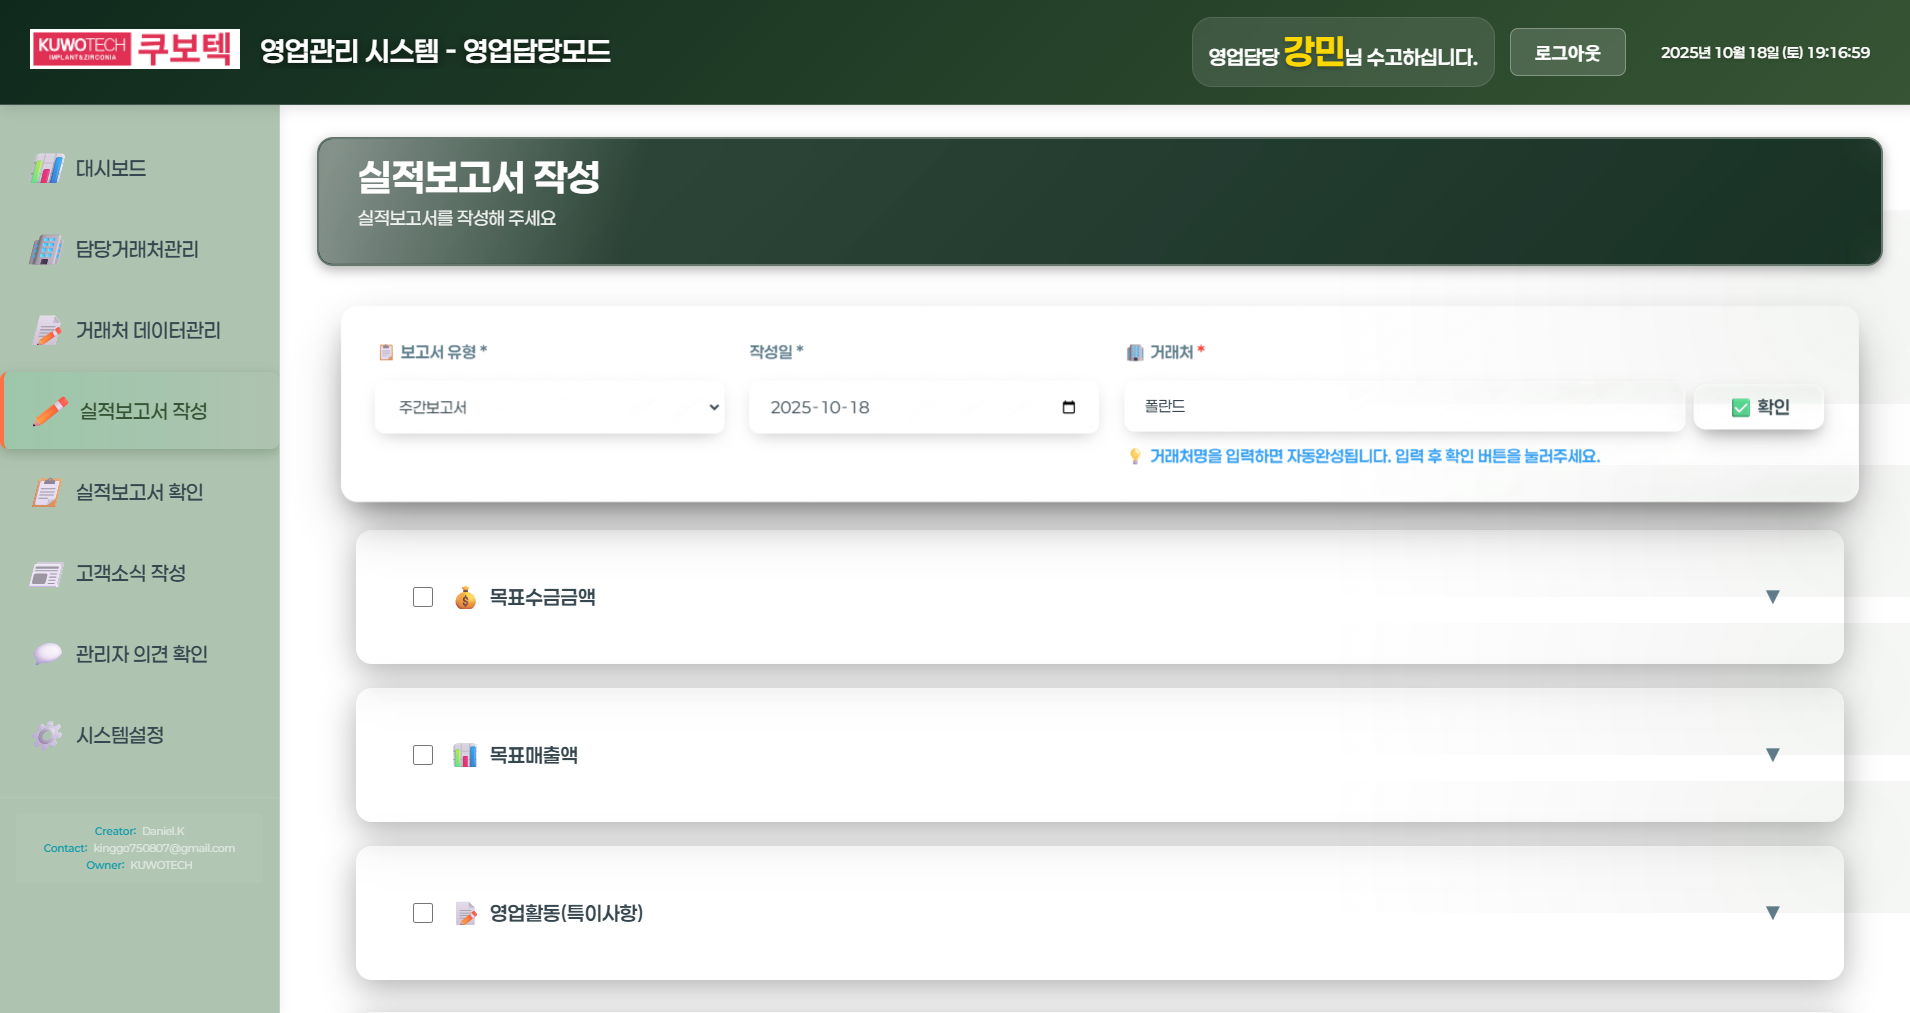 KUWOTECH
IMPLANT&ZIRCONIA
쿠보텍
영업관리 시스템 - 영업담당모드
영업담당 강민님 수고하십니다.
로그아웃
2025년 10월 18일 (토) 19:16:59
대시보드
담당거래처관리
거래처 데이터관리
실적보고서 작성
실적보고서 확인
고객소식 작성
관리자 의견 확인
시스템설정
Creator: Daniel.K
Contact: kinggo750807@gmail.com
Owner: KUWOTECH
실적보고서 작성
실적보고서를 작성해 주세요
📋 보고서 유형 *
주간보고서
작성일 *
2025-10-18
🏢 거래처 *
폴란드
✅ 확인
💡 거래처명을 입력하면 자동완성됩니다. 입력 후 확인 버튼을 눌러주세요.
💰 목표수금금액 ▼
📊 목표매출액 ▼
📝 영업활동(특이사항) ▼